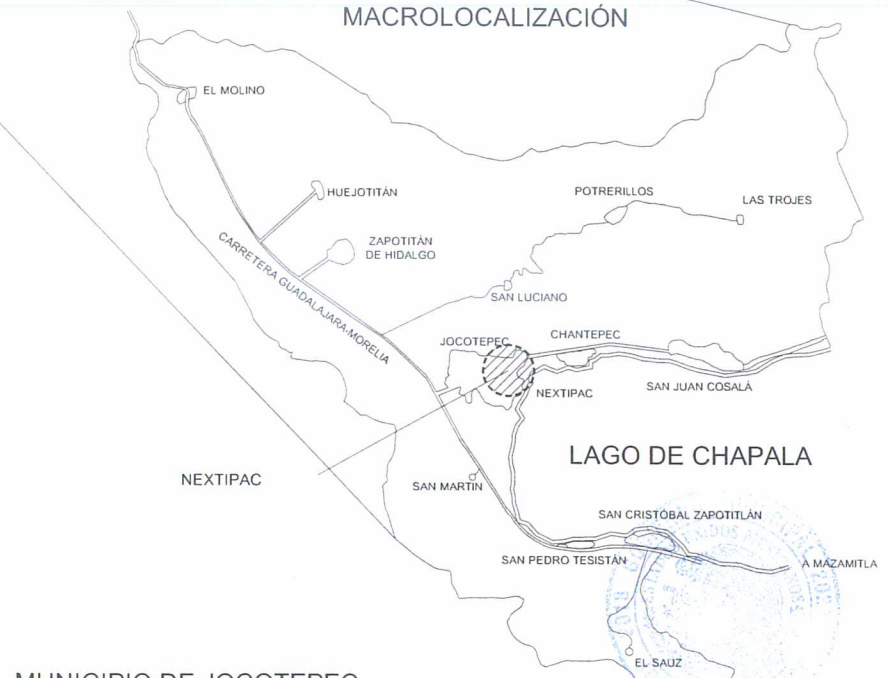 MACROLOCALIZACIÓN
EL MOLINO
HUEJOTITÁN
POTRERILLOS
LAS TROJES
ZAPOTITÁN
DE HIDALGO
CARRETERA GUADALAJARA-MORELIA
SAN LUCIANO
JOCOTEPEC
CHANTEPEC
SAN JUAN COSALÁ
NEXTIPAC
LAGO DE CHAPALA
NEXTIPAC
SAN MARTIN
SAN CRISTÓBAL ZAPOTITLÁN
SAN PEDRO TESISTÁN
A MAZAMITLA
EL SAUZ
MUNICIPIO DE JOCOTEPEC